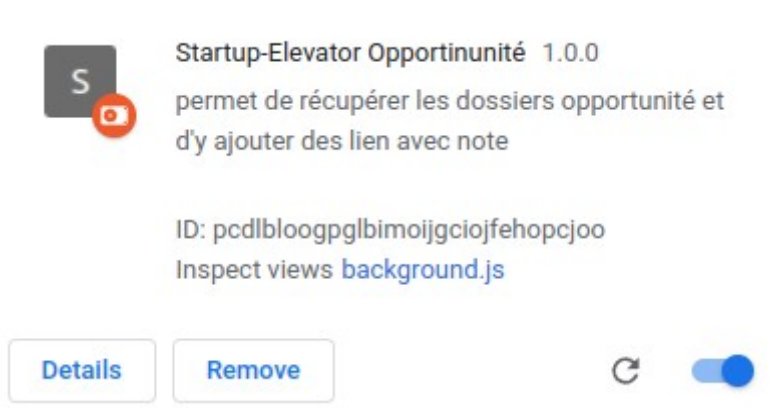 S
Startup-Elevator Opportinunité 1.0.0
permet de récupérer les dossiers opportunité et
d'y ajouter des lien avec note
ID: pcdlbloogpglbimoijgciojfehopcjoo
Inspect views background.js
Details Remove